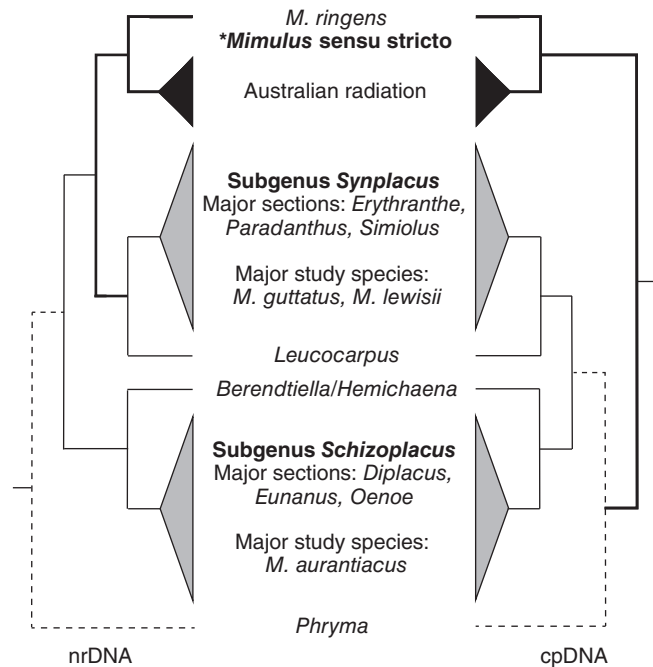 M. ringens
*Mimulus sensu stricto
Australian radiation
Subgenus Synplacus
Major sections: Erythranthe,
Paradanthus, Simiolus
Major study species:
M. guttatus, M. lewisii
Leucocarpus
Berendtiella/Hemichaena
Subgenus Schizoplacus
Major sections: Diplacus,
Eunanus, Oenoe
Major study species:
M. aurantiacus
Phryma
nrDNA
cpDNA